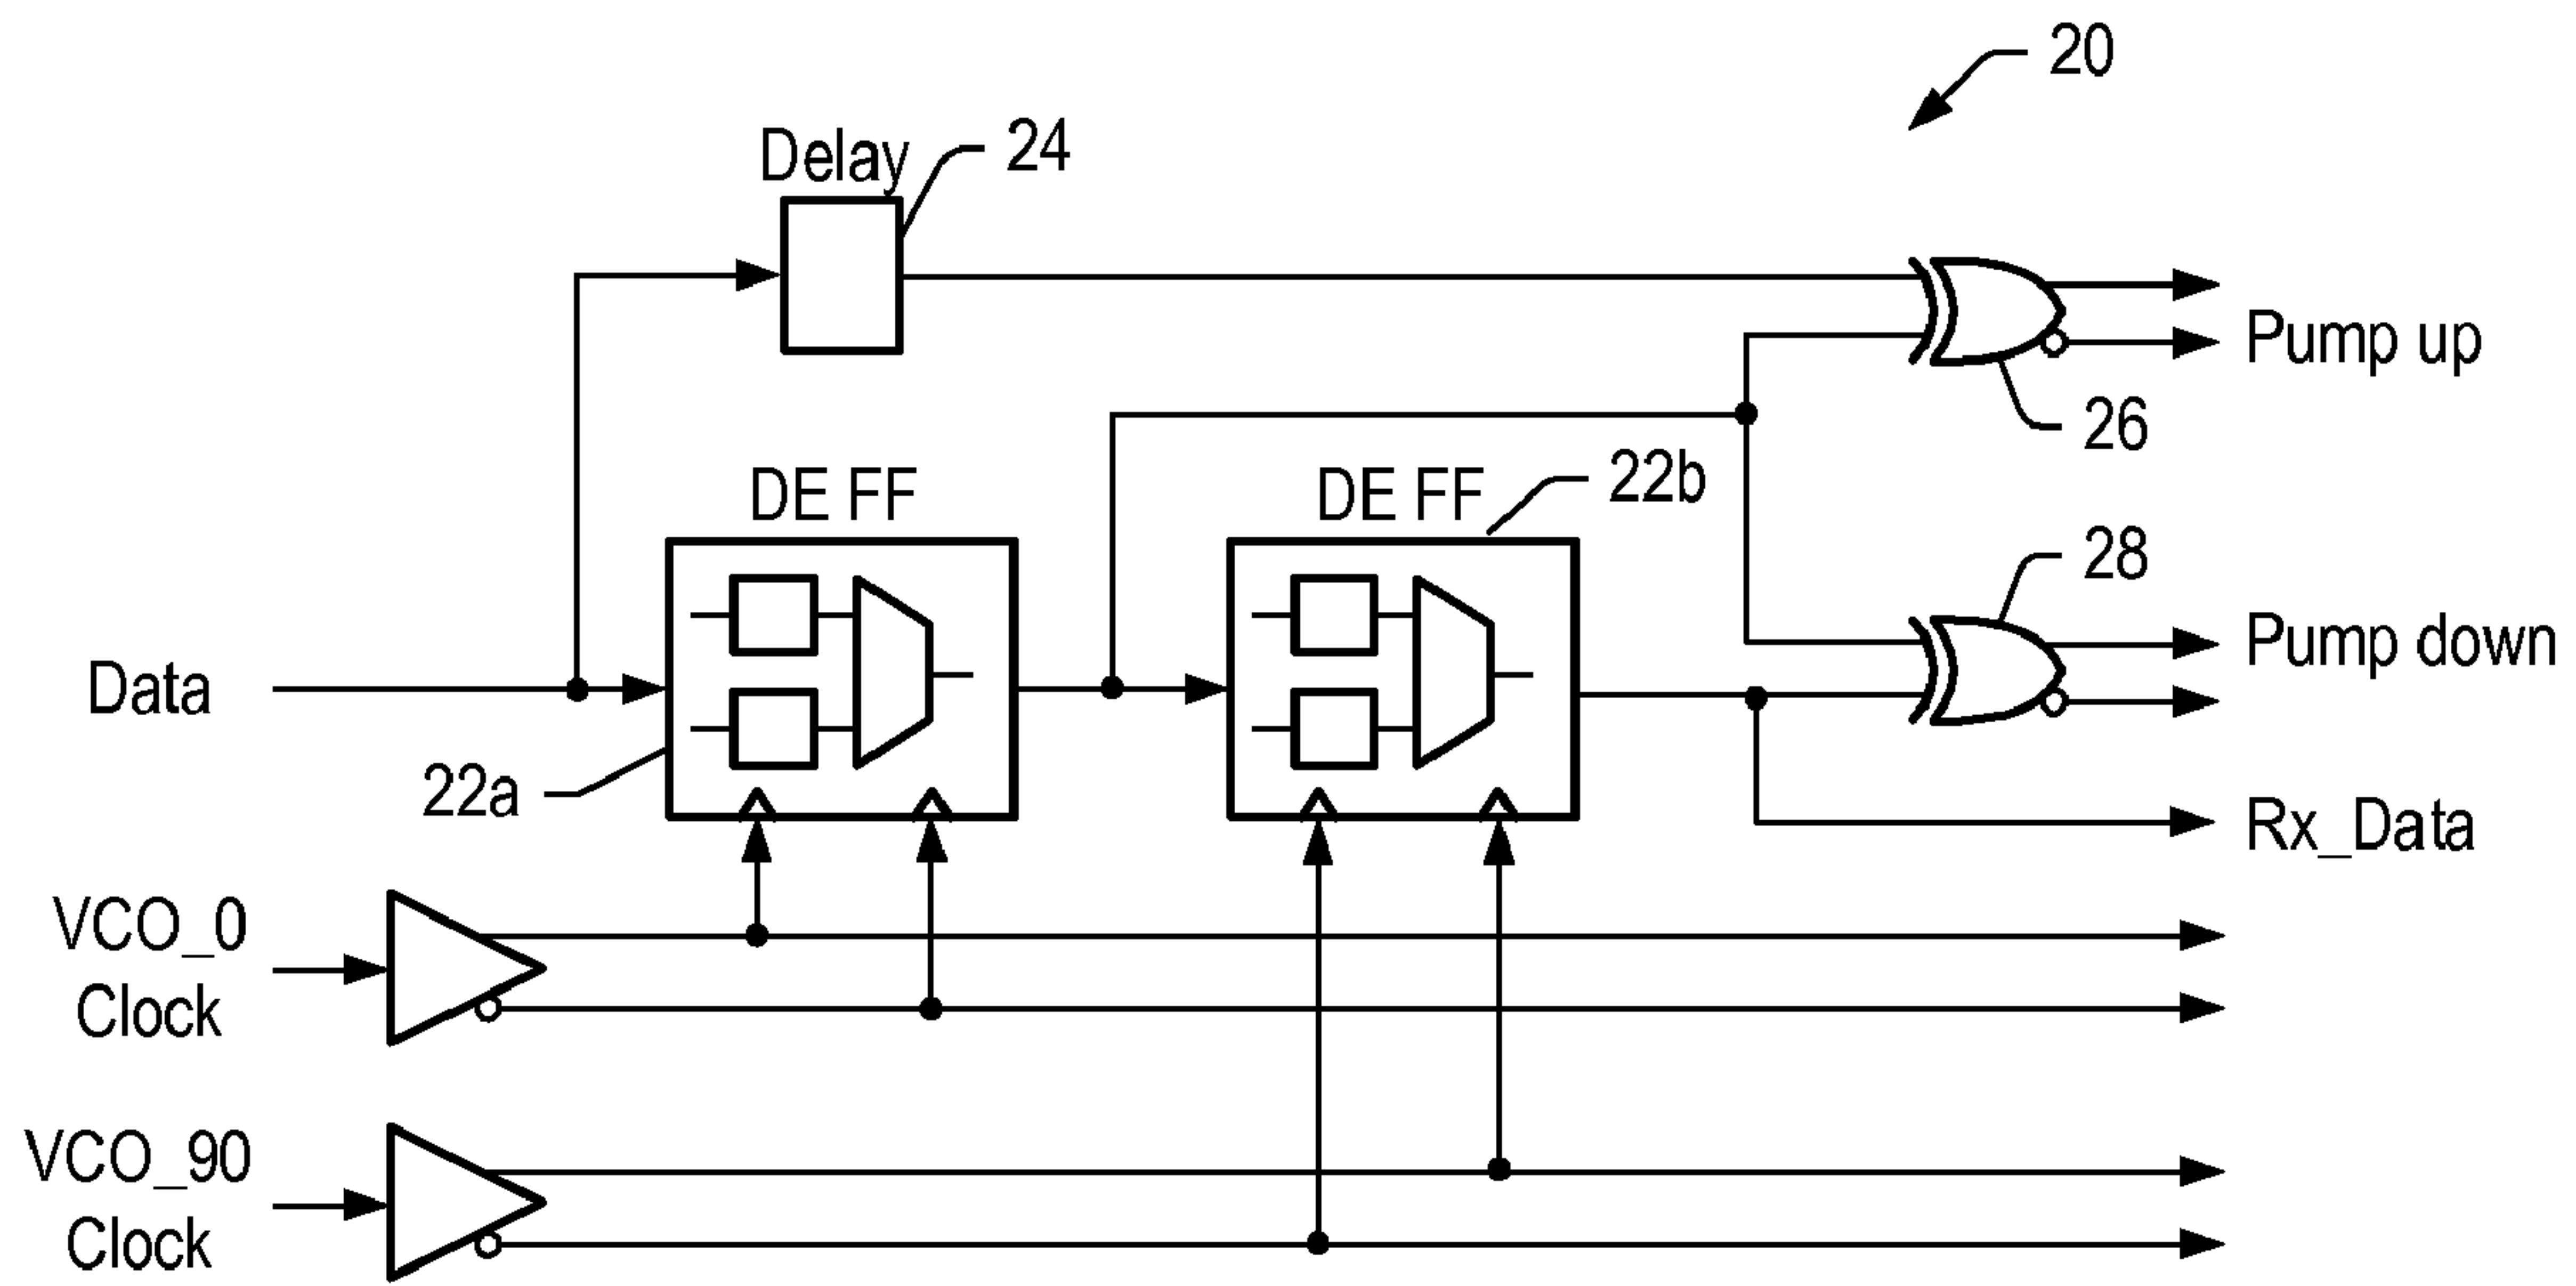 20
Delay
24
Pump up
26
DE FF
DE FF
22b
28
Data
Pump down
22a
Rx_Data
VCO_0
Clock
VCO_90
Clock